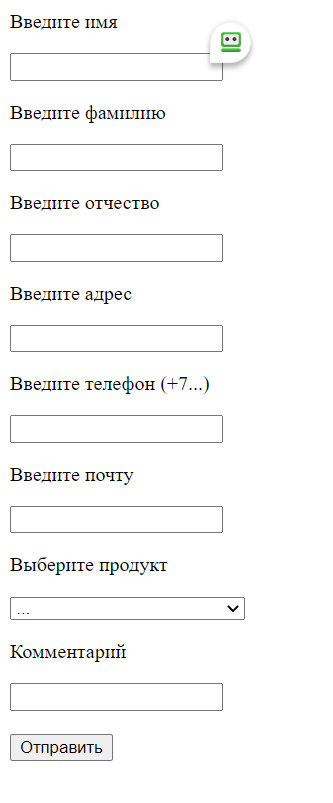 Введите имя
Введите фамилию
Введите отчество
Введите адрес
Введите телефон (+7...)
Введите почту
Выберите продукт
...
Комментарий
Отправить